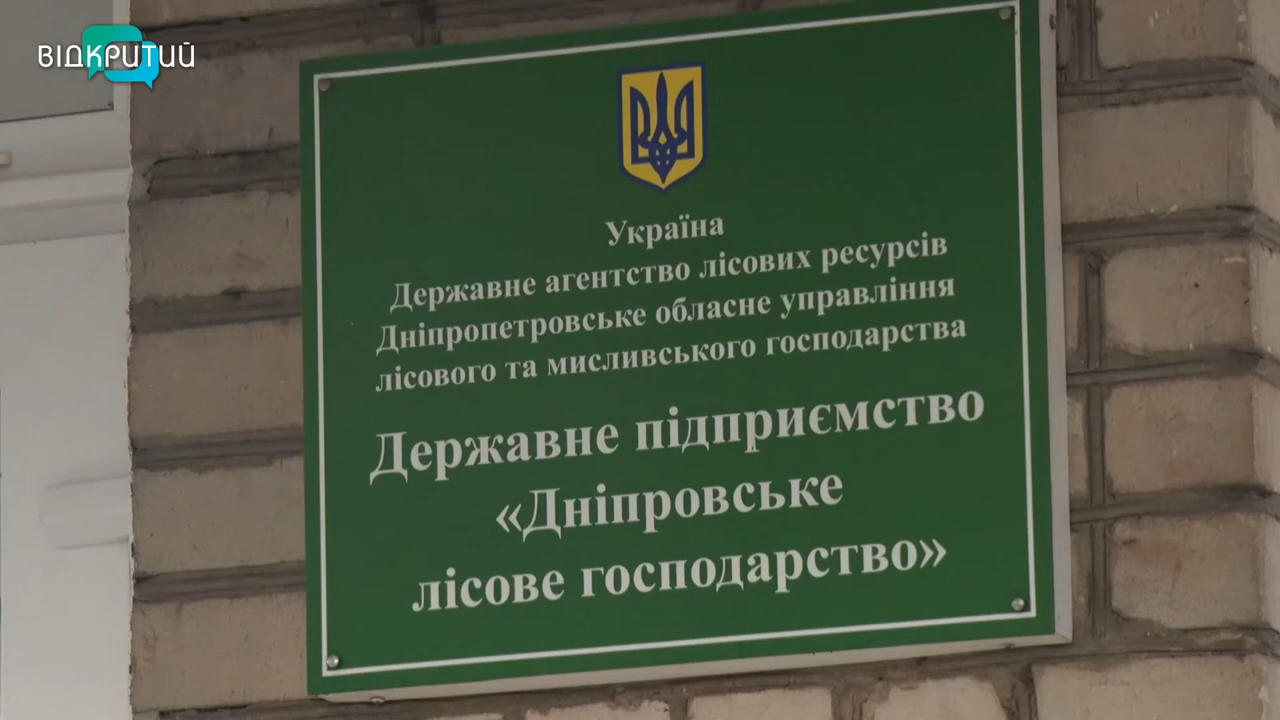 ВІДКРИТИЙ
Україна
Державне агентство лісових ресурсів
Дніпропетровське обласне управління
лісового та мисливського господарства
Державне підприємство
«Дніпровське
лісове господарство»